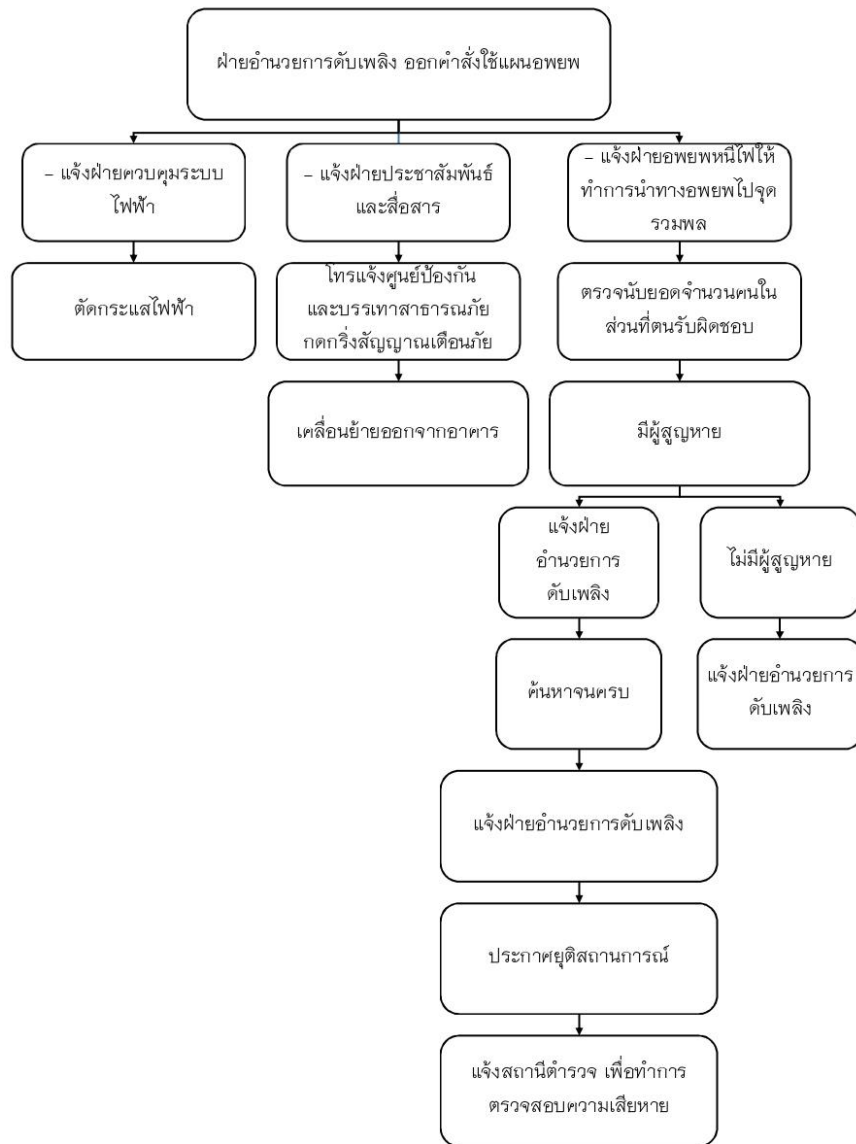 ฝ่ายอำนวยการดับเพลิง ออกคำสั่งใช้แผนอพยพ
– แจ้งฝ่ายควบคุมระบบ
ไฟฟ้า
– แจ้งฝ่ายประชาสัมพันธ์
และสื่อสาร
– แจ้งฝ่ายอพยพหนีไฟให้
ทำการนำทางอพยพไปจุด
รวมพล
ตัดกระแสไฟฟ้า
โทรแจ้งศูนย์ป้องกัน
และบรรเทาสาธารณภัย
กดกริ่งสัญญาณเตือนภัย
ตรวจนับยอดจำนวนคนใน
ส่วนที่ตนรับผิดชอบ
เคลื่อนย้ายออกจากอาคาร
มีผู้สูญหาย
แจ้งฝ่าย
อำนวยการ
ดับเพลิง
ไม่มีผู้สูญหาย
ค้นหาจนครบ
แจ้งฝ่ายอำนวยการ
ดับเพลิง
แจ้งฝ่ายอำนวยการดับเพลิง
ประกาศยุติสถานการณ์
แจ้งสถานีตำรวจ เพื่อทำการ
ตรวจสอบความเสียหาย